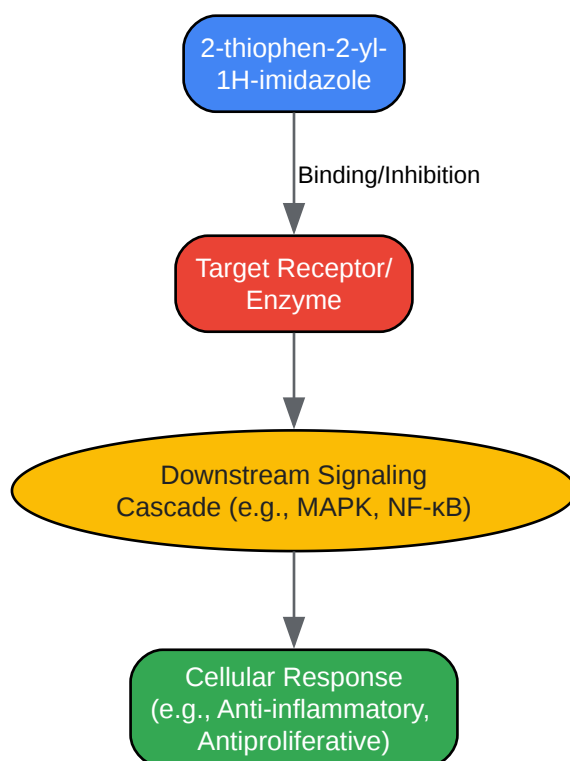 2-thiophen-2-yl-
1H-imidazole
Binding/Inhibition
Target Receptor/
Enzyme
Downstream Signaling
Cascade (e.g., MAPK, NF-κB)
Cellular Response
(e.g., Anti-inflammatory,
Antiproliferative)